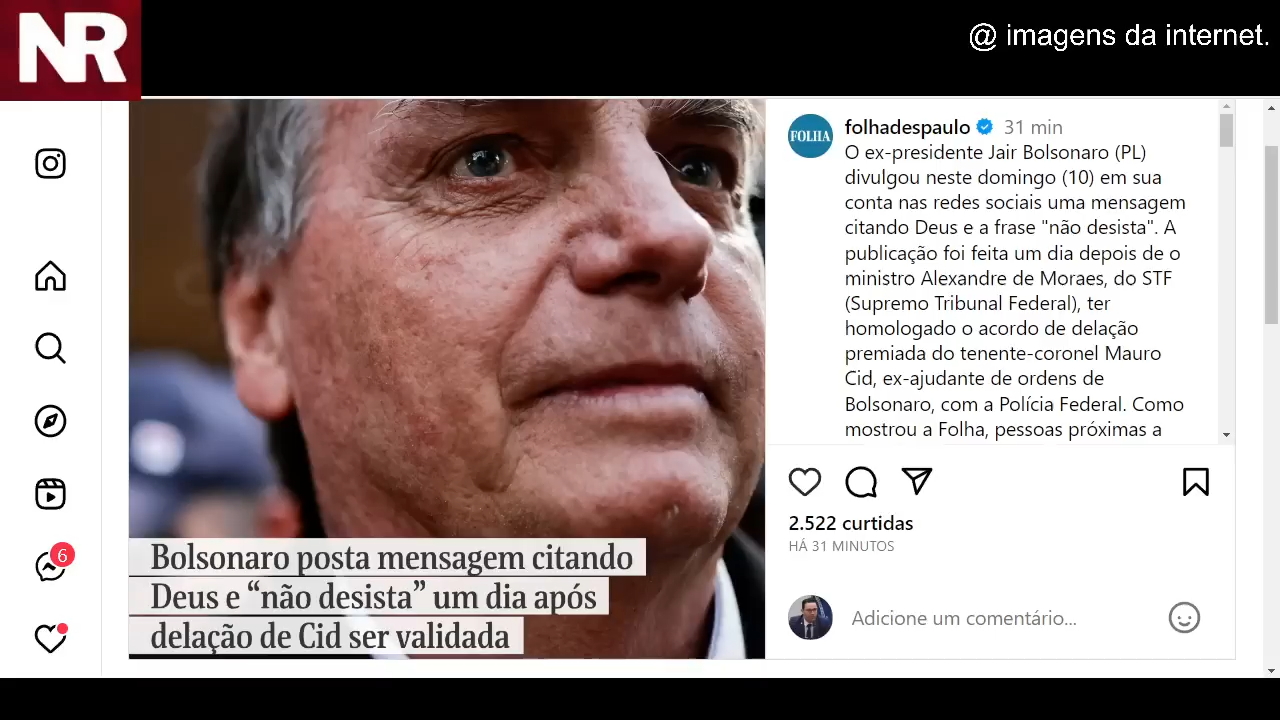 NR
@ imagens da internet.
FOLHA
folhadespaulo 31 min
O ex-presidente Jair Bolsonaro (PL)
divulgou neste domingo (10) em sua
conta nas redes sociais uma mensagem
citando Deus e a frase "não desista". A
publicação foi feita um dia depois de o
ministro Alexandre de Moraes, do STF
(Supremo Tribunal Federal), ter
homologado o acordo de delação
premiada do tenente-coronel Mauro
Cid, ex-ajudante de ordens de
Bolsonaro, com a Polícia Federal. Como
mostrou a Folha, pessoas próximas a
2.522 curtidas
HÁ 31 MINUTOS
Adicione um comentário...
6
Bolsonaro posta mensagem citando
Deus e “não desista” um dia após
delação de Cid ser validada